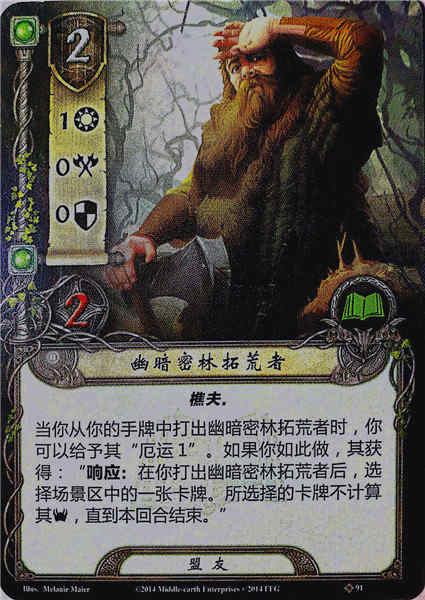 2
1
0
0
2
幽暗密林拓荒者
樵夫.
当你从你的手牌中打出幽暗密林拓荒者时，你
可以给予其“厄运 1”。如果你如此做，其获
得：“响应：在你打出幽暗密林拓荒者后，选
择场景区中的一张卡牌。所选择的卡牌不计算
其，直到本回合结束。”
盟友
Illus. Melanie Maier ©2014 Middle-earth Enterprises • 2014 FFG 91